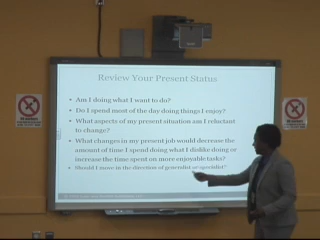 Review Your Present Status
• Am I doing what I want to do?
• Do I spend most of the day doing things I enjoy?
• What aspects of my present situation am I reluctant
to change?
• What changes in my present job would decrease the
amount of time I spend doing what I dislike doing or
increase the time spent on more enjoyable tasks?
• Should I move in the direction of generalist or specialist?